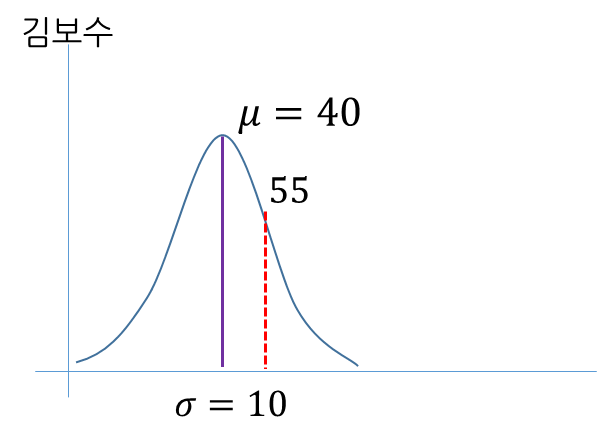 김보수
μ = 40
55
σ = 10